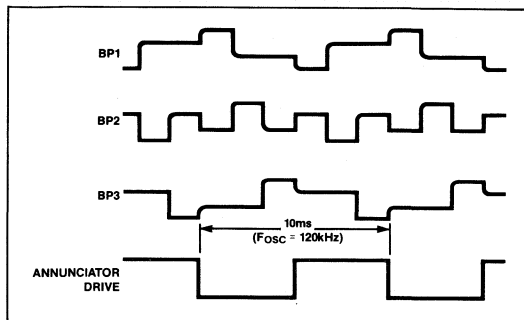 BP1
BP2
BP3
10ms
(FOSC = 120kHz)
ANNUNCIATOR
DRIVE